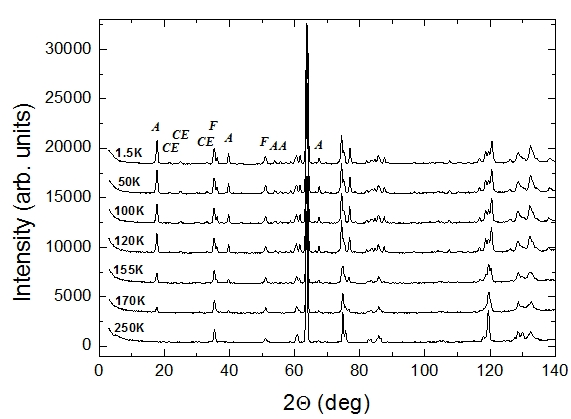 30000
25000
20000
15000
10000
5000
0
Intensity (arb. units)
A CE CE CE F A F A A A
1.5K
50K
100K
120K
155K
170K
250K
0 20 40 60 80 100 120 140
2Θ (deg)